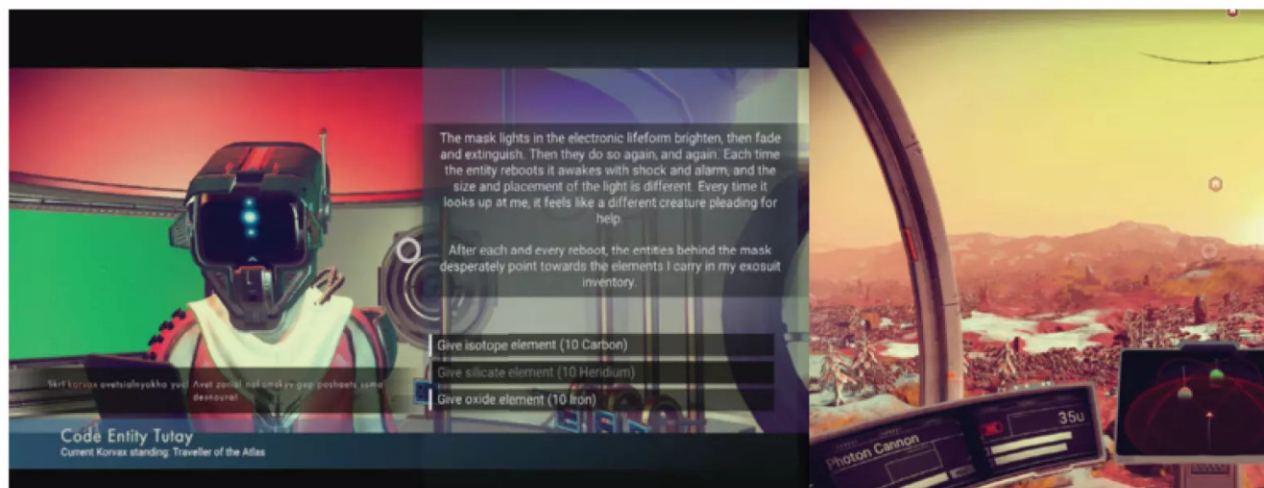 The mask lights in the electronic lifeform brighten, then fade
and extinguish. Then they do so again, and again. Each time
the entity reboots it awakes with shock and alarm, and the
size and placement of the light is different. Every time it
looks up at me, it feels like a different creature pleading for
help.
After each and every reboot, the entities behind the mask
desperately point towards the elements I carry in my exosuit
inventory.
Give isotope element (10 Carbon)
Give silicate element (10 Heridium)
Give oxide element (10 Iron)
korvax
Code Entity Tutay
Current Korvax standing: Traveller of the Atlas
Photon Cannon
35u